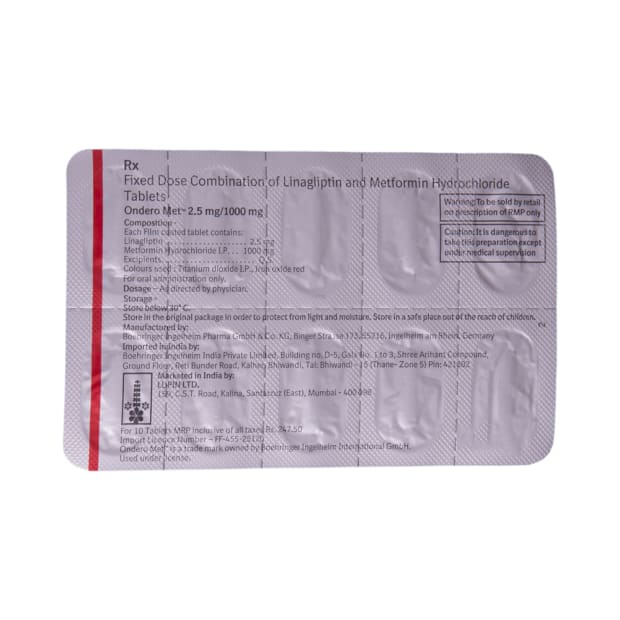 Rx
Fixed Dose Combination of Linagliptin and Metformin Hydrochloride
Tablets
Ondero Met™ 2.5 mg/1000 mg
Composition -
Each Film coated tablet contains:
Linagliptin ..................... 2.5 mg
Metformin Hydrochloride I.P. ... 1000 mg
Excipients ..................... Q.S.
Colours used : Titanium dioxide I.P., Iron oxide red
For oral administration only.
Dosage – As directed by physician.
Storage -
Store below 30°C.
Store in the original package in order to protect from light and moisture. Store in a safe place out of the reach of children.
Manufactured by:
Boehringer Ingelheim Pharma GmbH & Co. KG, Binger Strasse 173, 55216, Ingelheim am Rhein, Germany
Imported in India by:
Boehringer Ingelheim India Private Limited, Building no. D-5, Gala No. 1 to 3, Shree Arihant Compound,
Ground Floor, Reti Bunder Road, Kalher, Bhiwandi, Tal: Bhiwandi – 15 (Thane- Zone 5) Pin: 421302
Marketed in India by:
LUPIN LTD.
159, C.S.T. Road, Kalina, Santacruz (East), Mumbai - 400 098
For 10 Tablets MRP inclusive of all taxes Rs. 247.50
Import Licence Number – FF-455-25120
Ondero Met™ is a trade mark owned by Boehringer Ingelheim International GmbH.
Used under license.
Warning: To be sold by retail
on prescription of RMP only
Caution: It is dangerous to
take this preparation except
under medical supervision
2